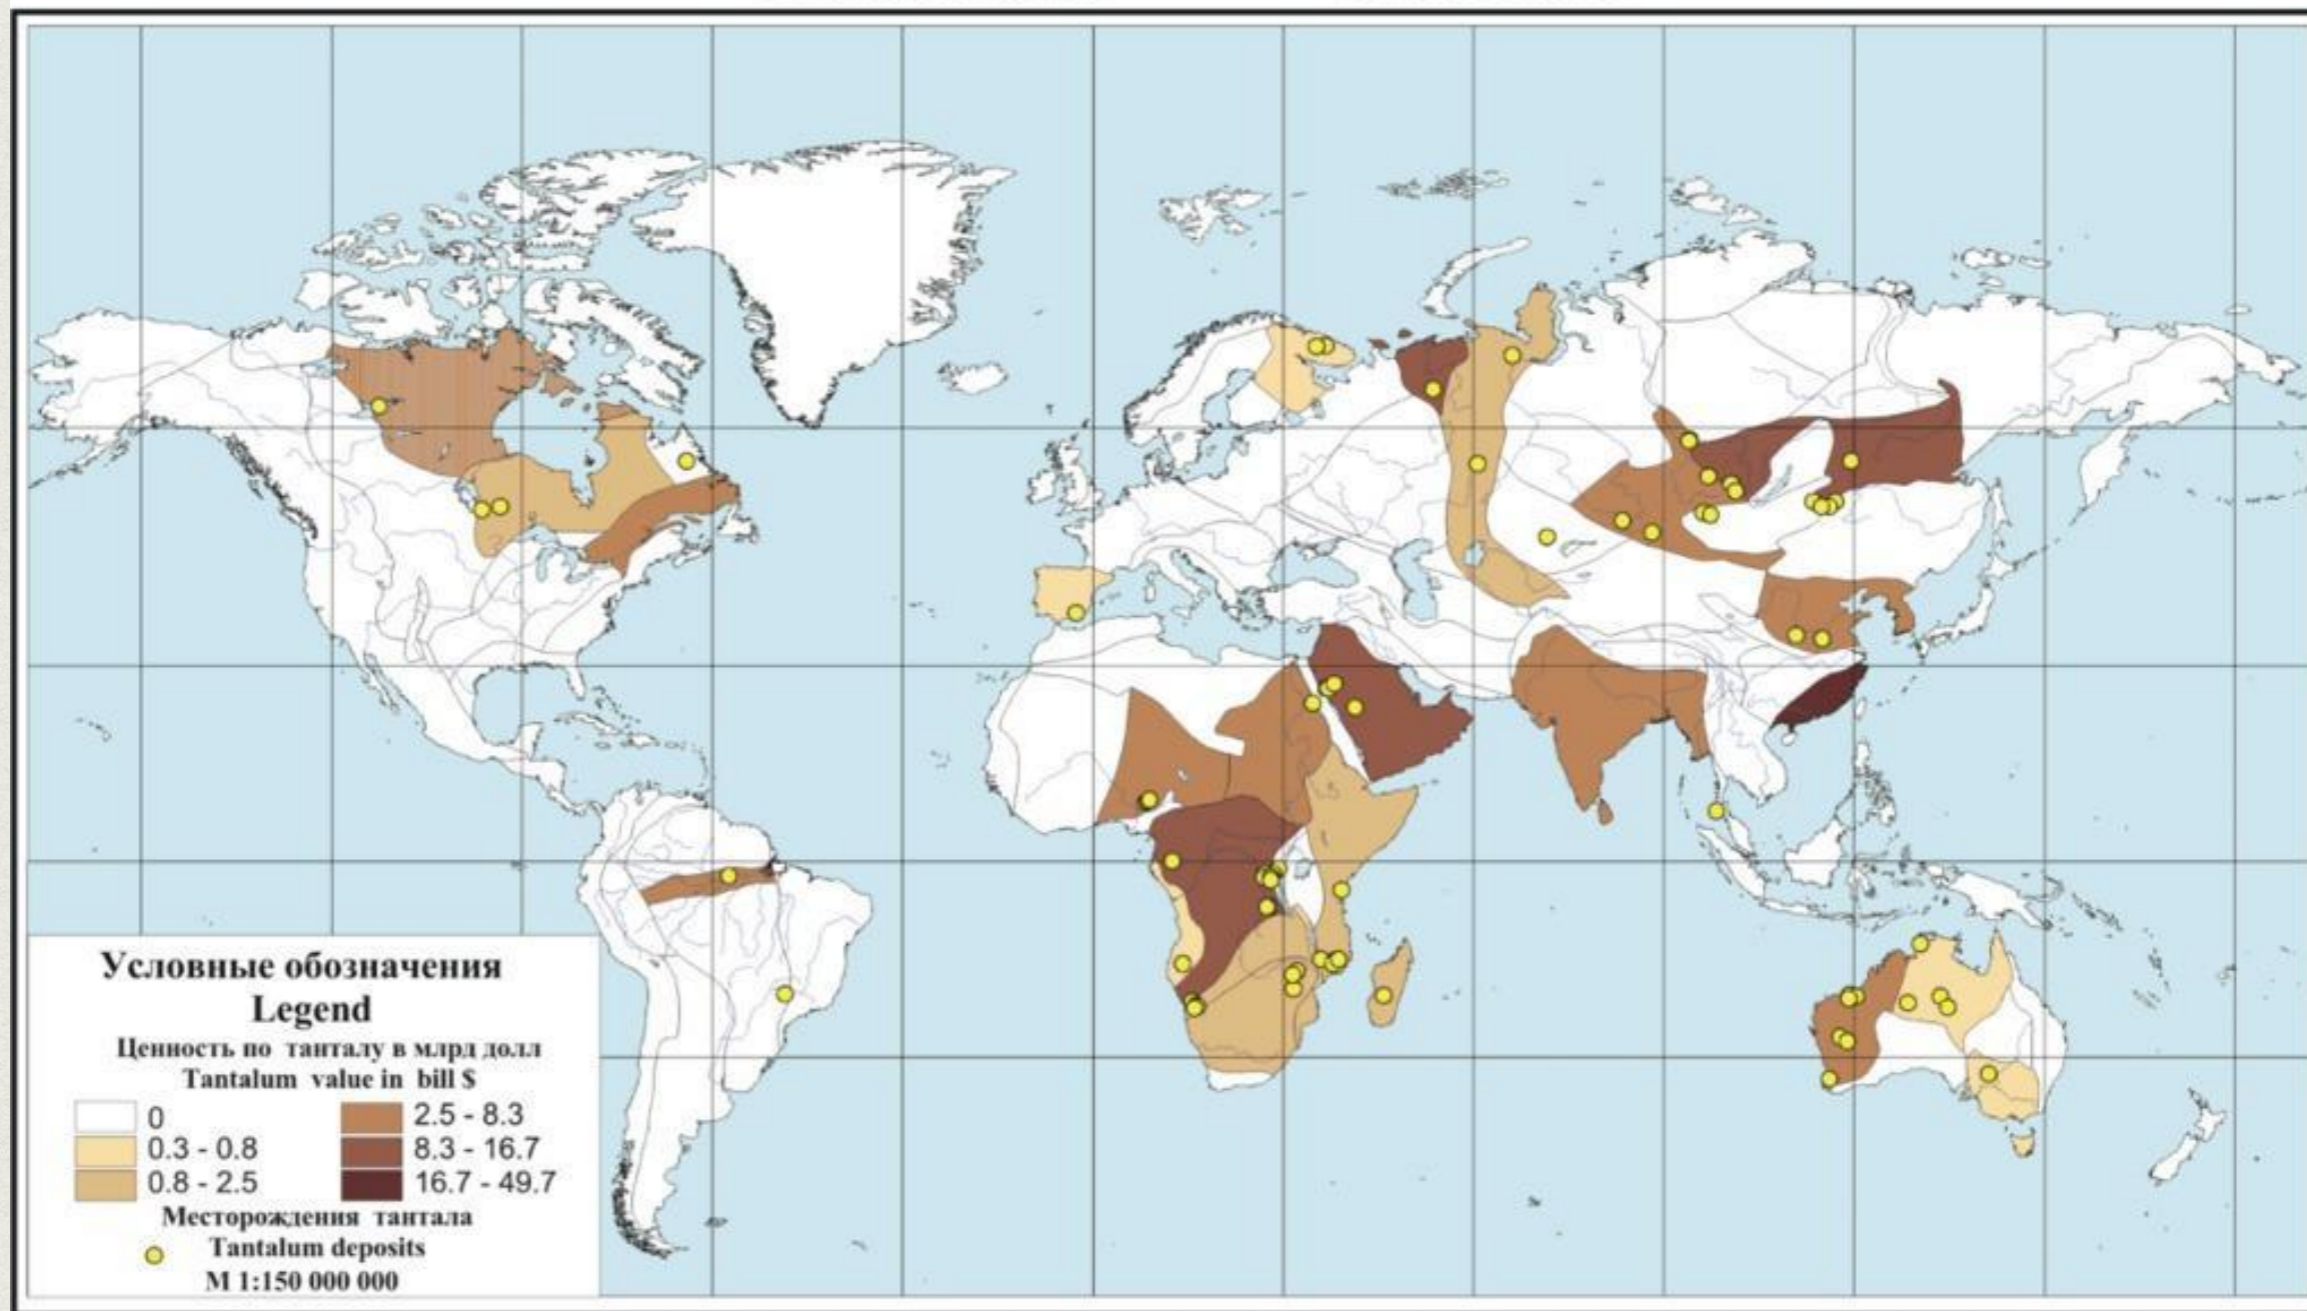 Условные обозначения
Legend
Ценность по танталу в млрд долл
Tantalum value in bill $
0
0.3 - 0.8
0.8 - 2.5
2.5 - 8.3
8.3 - 16.7
16.7 - 49.7
Месторождения тантала
Tantalum deposits
М 1:150 000 000